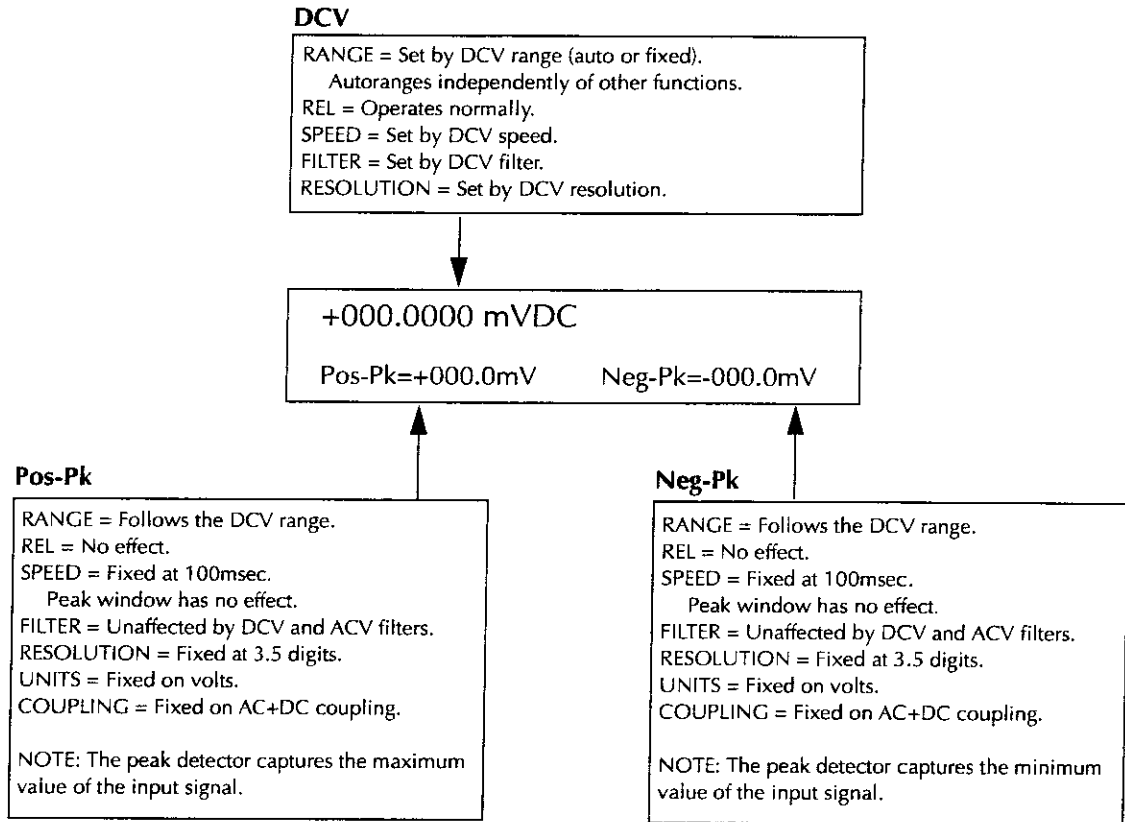 DCV
RANGE = Set by DCV range (auto or fixed).
Autoranges independently of other functions.
REL = Operates normally.
SPEED = Set by DCV speed.
FILTER = Set by DCV filter.
RESOLUTION = Set by DCV resolution.
+000.0000 mVDC
Pos-Pk=+000.0mV Neg-Pk=-000.0mV
Pos-Pk
RANGE = Follows the DCV range.
REL = No effect.
SPEED = Fixed at 100msec.
Peak window has no effect.
FILTER = Unaffected by DCV and ACV filters.
RESOLUTION = Fixed at 3.5 digits.
UNITS = Fixed on volts.
COUPLING = Fixed on AC+DC coupling.
NOTE: The peak detector captures the maximum
value of the input signal.
Neg-Pk
RANGE = Follows the DCV range.
REL = No effect.
SPEED = Fixed at 100msec.
Peak window has no effect.
FILTER = Unaffected by DCV and ACV filters.
RESOLUTION = Fixed at 3.5 digits.
UNITS = Fixed on volts.
COUPLING = Fixed on AC+DC coupling.
NOTE: The peak detector captures the minimum
value of the input signal.